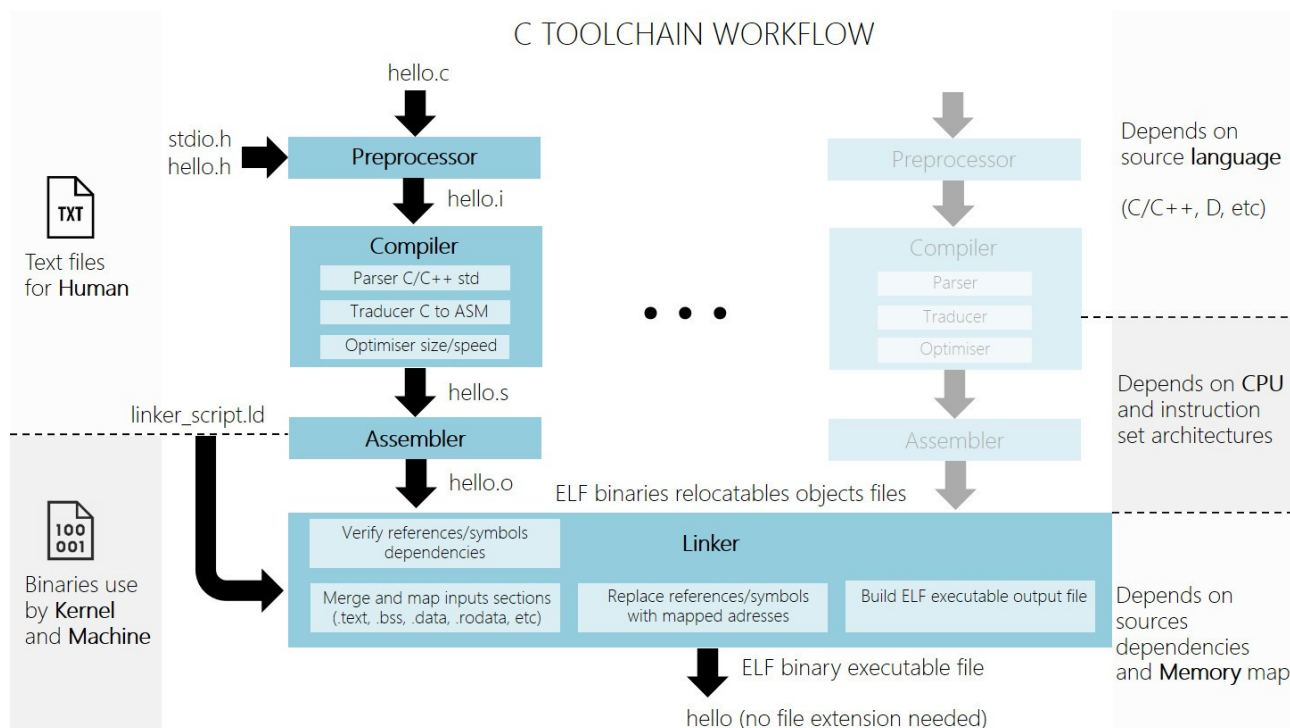 C TOOLCHAIN WORKFLOW
hello.c
stdio.h
hello.h
Preprocessor
hello.i
TXT
Text files
for Human
Compiler
Parser C/C++ std
Traducer C to ASM
Optimiser size/speed
hello.s
linker_script.ld
Assembler
hello.o
• • •
Preprocessor
Compiler
Parser
Traducer
Optimiser
Assembler
Depends on
source language
(C/C++, D, etc)
Depends on CPU
and instruction
set architectures
ELF binaries relocatables objects files
100
001
Binaries use
by Kernel
and Machine
Linker
Verify references/symbols
dependencies
Merge and map inputs sections
(.text, .bss, .data, .rodata, etc)
Replace references/symbols
with mapped adresses
Build ELF executable output file
Depends on
sources
dependencies
and Memory map
ELF binary executable file
hello (no file extension needed)